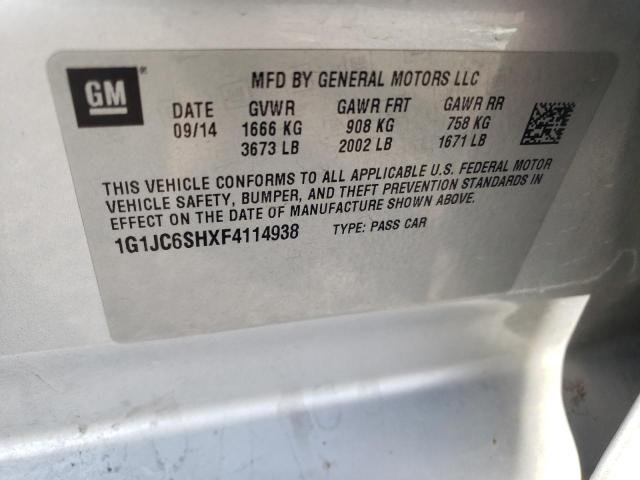 GM
MFD BY GENERAL MOTORS LLC
DATE GVWR GAWR FRT GAWR RR
09/14 1666 KG 908 KG 758 KG
3673 LB 2002 LB 1671 LB
THIS VEHICLE CONFORMS TO ALL APPLICABLE U.S. FEDERAL MOTOR
VEHICLE SAFETY, BUMPER, AND THEFT PREVENTION STANDARDS IN
EFFECT ON THE DATE OF MANUFACTURE SHOWN ABOVE.
1G1JC6SHXF4114938 TYPE: PASS CAR